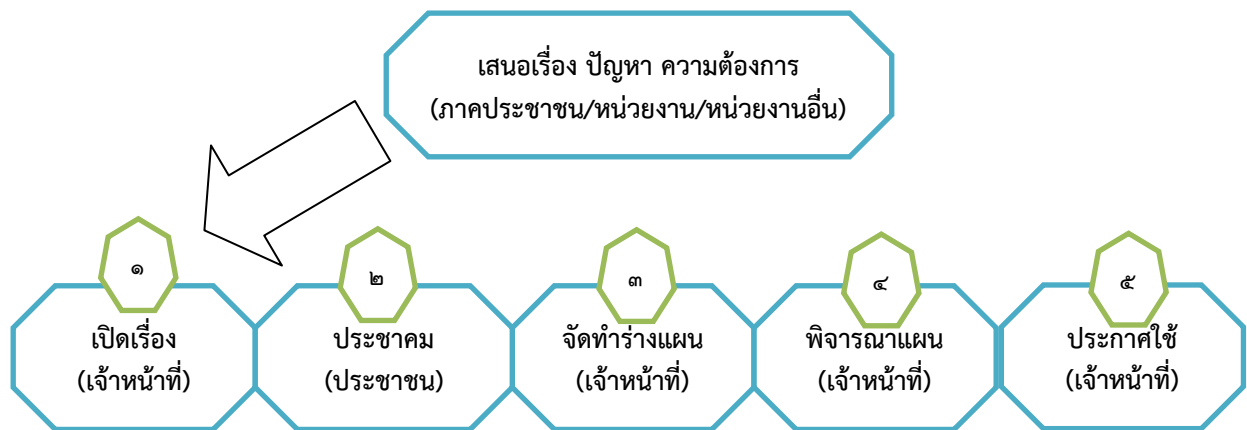 เสนอเรื่อง ปัญหา ความต้องการ
(ภาคประชาชน/หน่วยงาน/หน่วยงานอื่น)
๑
เปิดเรื่อง
(เจ้าหน้าที่)
๒
ประชาคม
(ประชาชน)
๓
จัดทำร่างแผน
(เจ้าหน้าที่)
๔
พิจารณาแผน
(เจ้าหน้าที่)
๕
ประกาศใช้
(เจ้าหน้าที่)